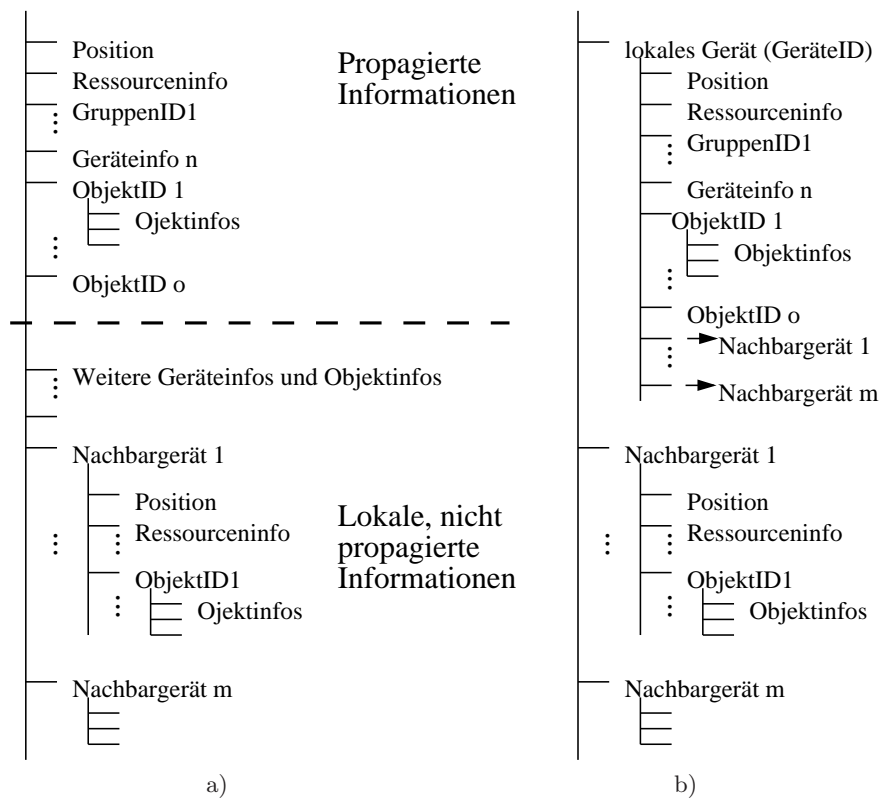 Position
Ressourceninfo
GruppenID1
Geräteinfo n
ObjektID 1
Ojektinfos
ObjektID o
Propagierte
Informationen
Weitere Geräteinfos und Objektinfos
Nachbargerät 1
Position
Ressourceninfo
ObjektID1
Ojektinfos
Nachbargerät m
Lokale, nicht
propagierte
Informationen
a)
lokales Gerät (GeräteID)
Position
Ressourceninfo
GruppenID1
Geräteinfo n
ObjektID 1
Objektinfos
ObjektID o
Nachbargerät 1
Nachbargerät m
Nachbargerät 1
Position
Ressourceninfo
ObjektID1
Objektinfos
Nachbargerät m
b)